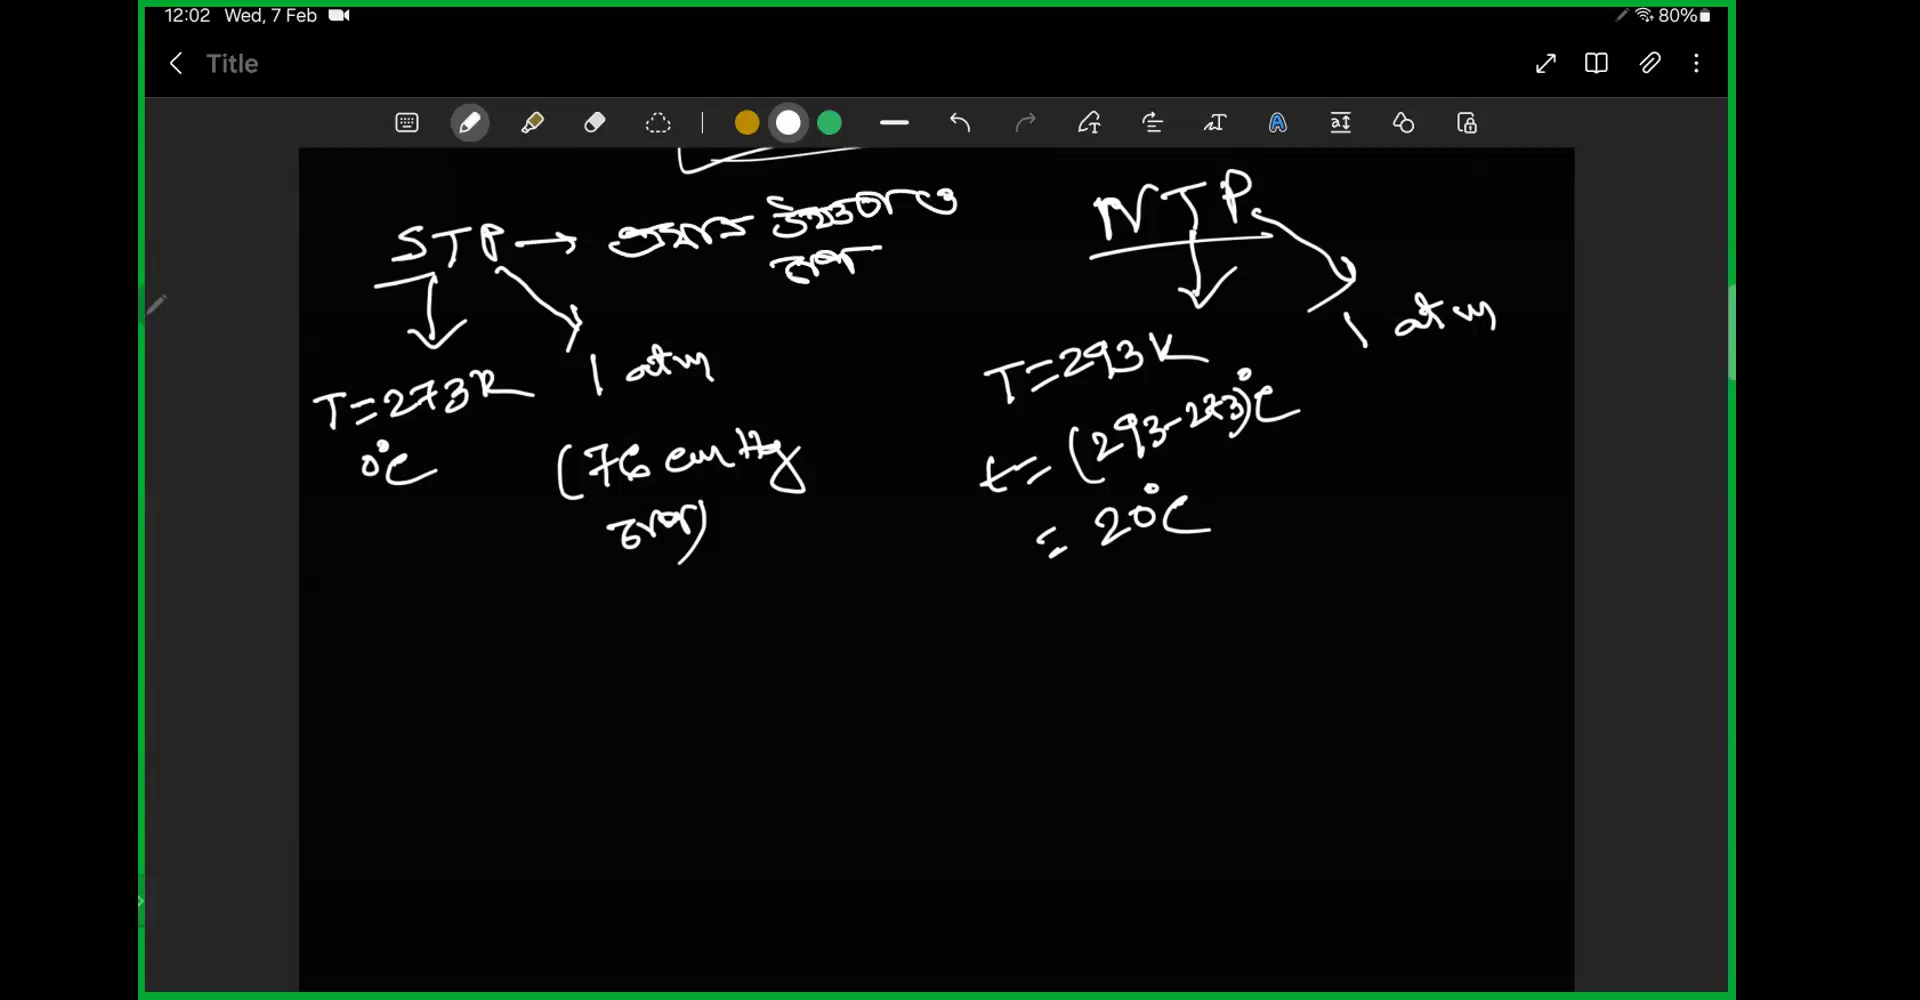 12:02 Wed, 7 Feb 80%
Title
STP → প্রমাণ উষ্ণতা ও
চাপ
T=273K
0°C
1 atm
(76 cm Hg
চাপ)
NTP
1 atm
T=293K
t=(293-273)°C
=20°C